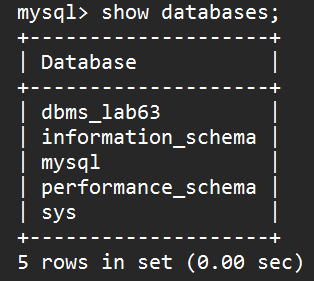 mysql> show databases;
+--------------------+
| Database           |
+--------------------+
| dbms_lab63         |
| information_schema |
| mysql              |
| performance_schema |
| sys                |
+--------------------+
5 rows in set (0.00 sec)